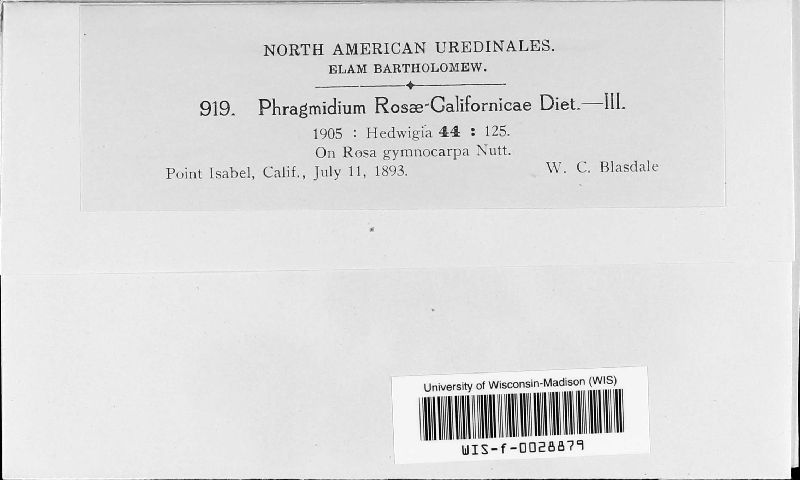 NORTH AMERICAN UREDINALES.
ELAM BARTHOLOMEW.
919. Phragmidium Rosæ-Californicae Diet.—III.
1905 : Hedwigia 44 : 125.
On Rosa gymnocarpa Nutt.
Point Isabel, Calif., July 11, 1893. W. C. Blasdale
University of Wisconsin-Madison (WIS)
WIS-f-0028879